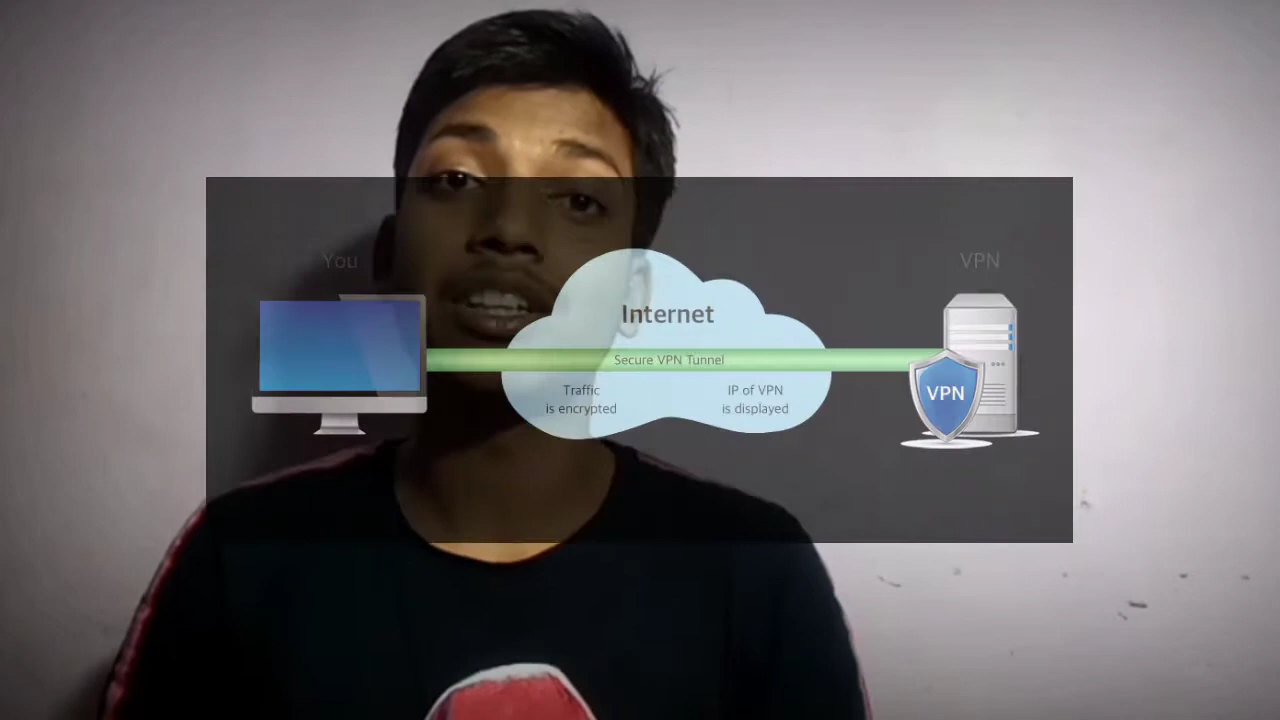 You
VPN
Internet
Secure VPN Tunnel
Traffic
is encrypted
IP of VPN
is displayed
VPN